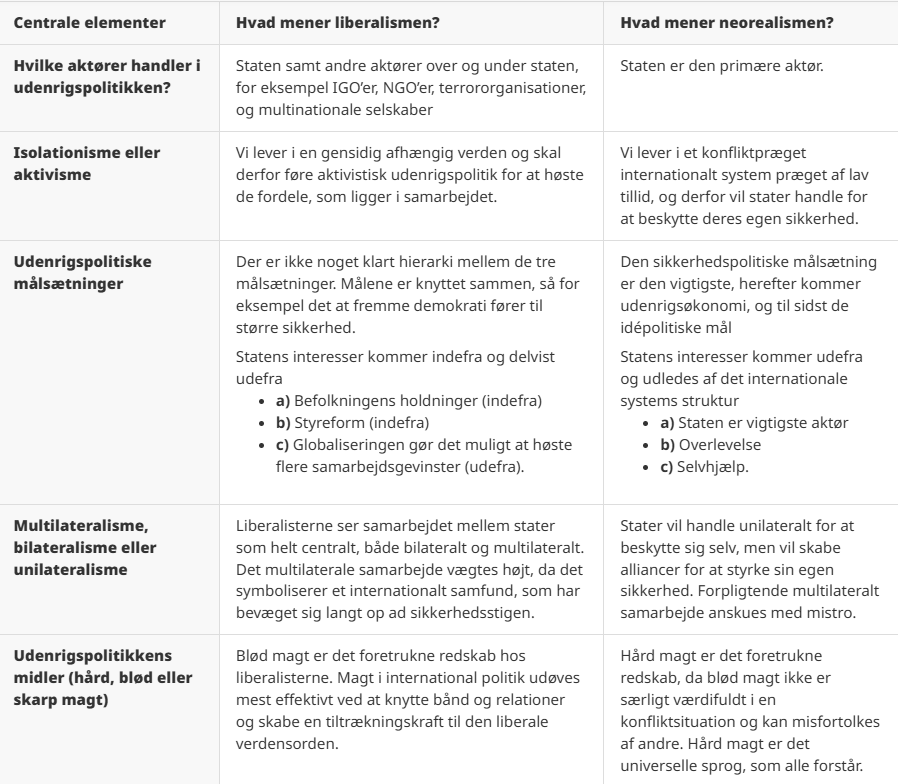 Centrale elementer
Hvad mener liberalismen?
Hvad mener neorealismen?
Hvilke aktører handler i
udenrigspolitikken?
Staten samt andre aktører over og under staten,
for eksempel IGO'er, NGO'er, terrororganisationer,
og multinationale selskaber
Staten er den primære aktør.
Isolationisme eller
aktivisme
Vi lever i en gensidig afhængig verden og skal
derfor føre aktivistisk udenrigspolitik for at høste
de fordele, som ligger i samarbejdet.
Vi lever i et konfliktpræget
internationalt system præget af lav
tillid, og derfor vil stater handle for
at beskytte deres egen sikkerhed.
Udenrigspolitiske
målsætninger
Der er ikke noget klart hierarki mellem de tre
målsætninger. Målene er knyttet sammen, så for
eksempel det at fremme demokrati fører til
større sikkerhed.
Statens interesser kommer indefra og delvist
udefra
• a) Befolkningens holdninger (indefra)
• b) Styreform (indefra)
• c) Globaliseringen gør det muligt at høste
flere samarbejdsgevinster (udefra).
Den sikkerhedspolitiske målsætning
er den vigtigste, herefter kommer
udenrigsøkonomi, og til sidst de
idépolitiske mål
Statens interesser kommer udefra
og udledes af det internationale
systems struktur
• a) Staten er vigtigste aktør
• b) Overlevelse
• c) Selvhjælp.
Multilateralisme,
bilateralisme eller
unilateralisme
Liberalisterne ser samarbejdet mellem stater
som helt centralt, både bilateralt og multilateralt.
Det multilaterale samarbejde vægtes højt, da det
symboliserer et internationalt samfund, som har
bevæget sig langt op ad sikkerhedsstigen.
Stater vil handle unilateralt for at
beskytte sig selv, men vil skabe
alliancer for at styrke sin egen
sikkerhed. Forpligtende multilateralt
samarbejde anskues med mistro.
Udenrigspolitikkens
midler (hård, blød eller
skarp magt)
Blød magt er det foretrukne redskab hos
liberalisterne. Magt i international politik udøves
mest effektivt ved at knytte bånd og relationer
og skabe en tiltrækningskraft til den liberale
verdensorden.
Hård magt er det foretrukne
redskab, da blød magt ikke er
særligt værdifuldt i en
konfliktsituation og kan misfortolkes
af andre. Hård magt er det
universelle sprog, som alle forstår.